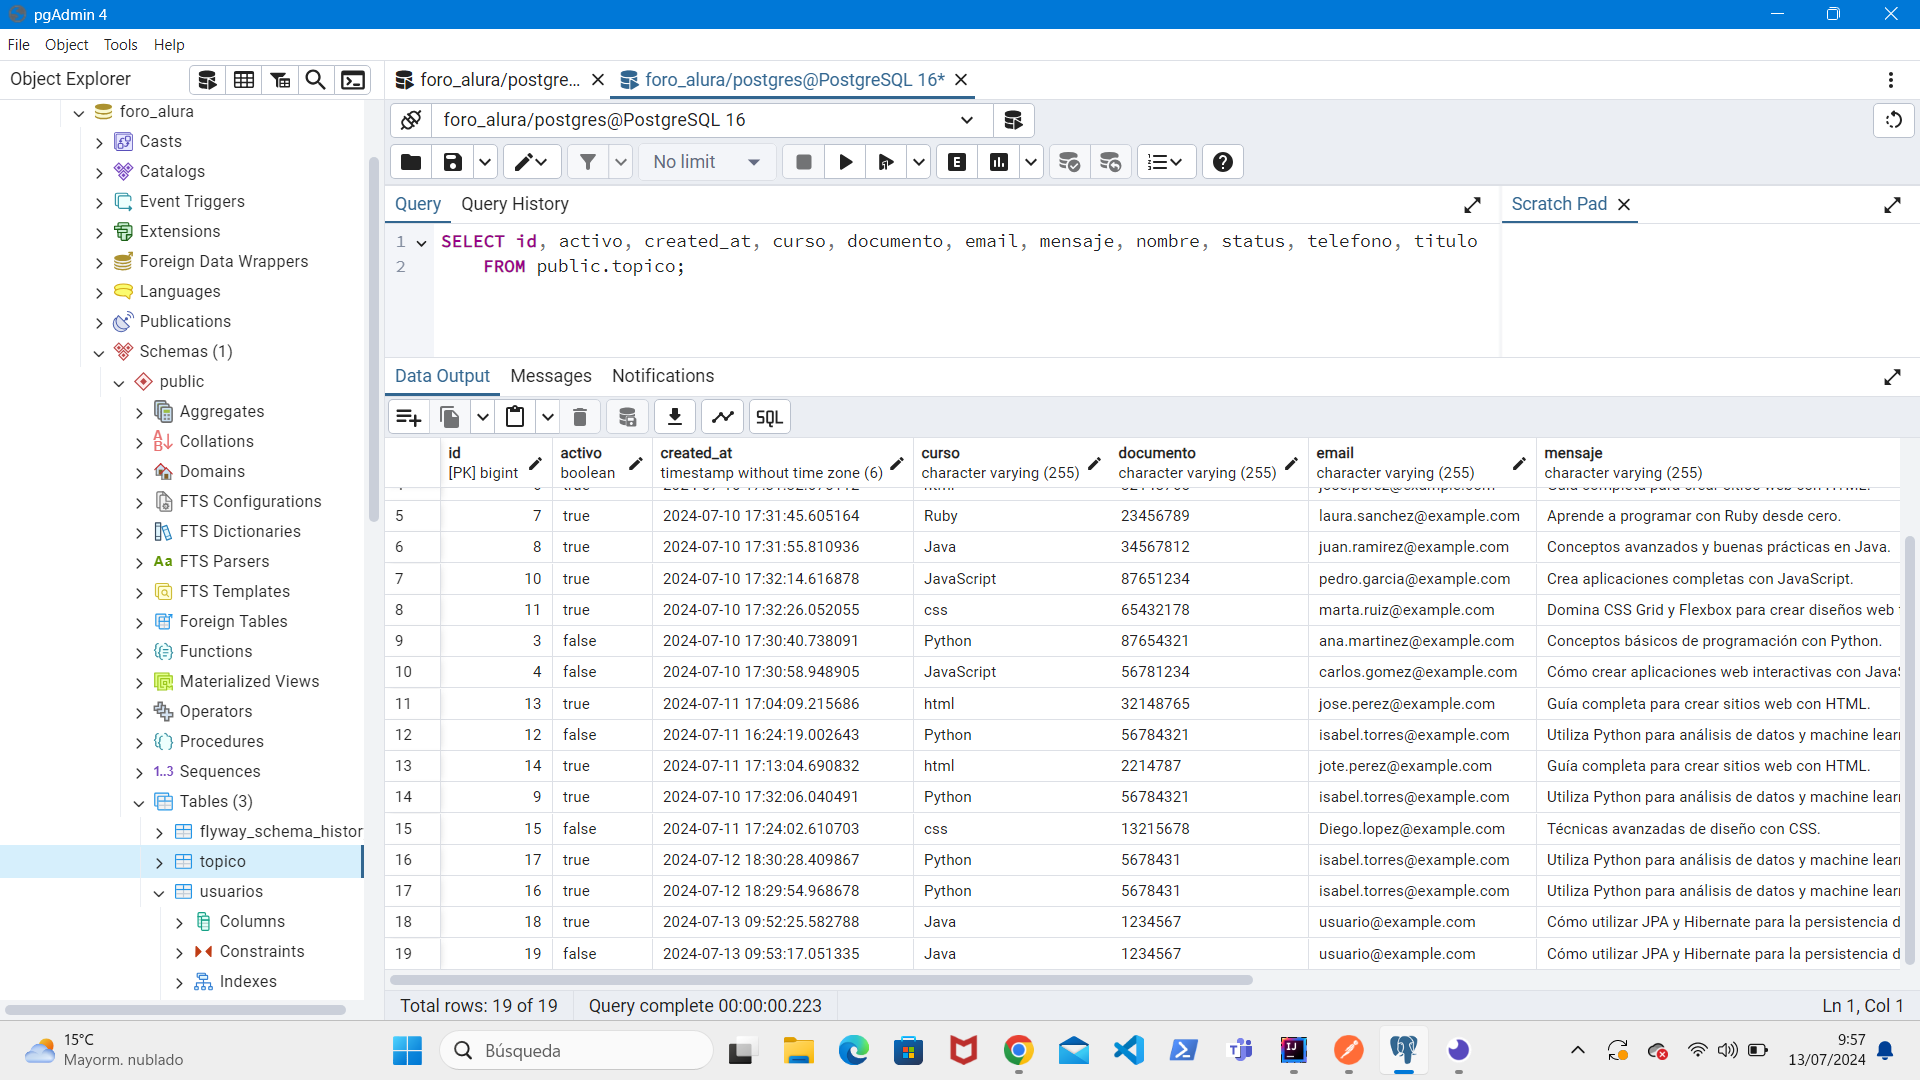 pgAdmin 4
File Object Tools Help
Object Explorer
foro_alura/postgre...
foro_alura/postgres@PostgreSQL 16*
foro_alura/postgres@PostgreSQL 16
No limit
Query Query History
Scratch Pad
1 SELECT id, activo, created_at, curso, documento, email, mensaje, nombre, status, telefono, titulo
2 FROM public.topico;
foro_alura
Casts
Catalogs
Event Triggers
Extensions
Foreign Data Wrappers
Languages
Publications
Schemas (1)
public
Aggregates
Collations
Domains
FTS Configurations
FTS Dictionaries
Aa FTS Parsers
FTS Templates
Foreign Tables
Functions
Materialized Views
Operators
Procedures
1..3 Sequences
Tables (3)
flyway_schema_histor
topico
usuarios
Columns
Constraints
Indexes
Data Output Messages Notifications
SQL
id activo created_at curso documento email mensaje
[PK] bigint boolean timestamp without time zone (6) character varying (255) character varying (255) character varying (255) character varying (255)
5 7 true 2024-07-10 17:31:45.605164 Ruby 23456789 laura.sanchez@example.com Aprende a programar con Ruby desde cero.
6 8 true 2024-07-10 17:31:55.810936 Java 34567812 juan.ramirez@example.com Conceptos avanzados y buenas prácticas en Java.
7 10 true 2024-07-10 17:32:14.616878 JavaScript 87651234 pedro.garcia@example.com Crea aplicaciones completas con JavaScript.
8 11 true 2024-07-10 17:32:26.052055 css 65432178 marta.ruiz@example.com Domina CSS Grid y Flexbox para crear diseños web
9 3 false 2024-07-10 17:30:40.738091 Python 87654321 ana.martinez@example.com Conceptos básicos de programación con Python.
10 4 false 2024-07-10 17:30:58.948905 JavaScript 56781234 carlos.gomez@example.com Cómo crear aplicaciones web interactivas con JavaS
11 13 true 2024-07-11 17:04:09.215686 html 32148765 jose.perez@example.com Guía completa para crear sitios web con HTML.
12 12 false 2024-07-11 16:24:19.002643 Python 56784321 isabel.torres@example.com Utiliza Python para análisis de datos y machine lear
13 14 true 2024-07-11 17:13:04.690832 html 2214787 jote.perez@example.com Guía completa para crear sitios web con HTML.
14 9 true 2024-07-10 17:32:06.040491 Python 56784321 isabel.torres@example.com Utiliza Python para análisis de datos y machine lear
15 15 false 2024-07-11 17:24:02.610703 css 13215678 Diego.lopez@example.com Técnicas avanzadas de diseño con CSS.
16 17 true 2024-07-12 18:30:28.409867 Python 5678431 isabel.torres@example.com Utiliza Python para análisis de datos y machine lear
17 16 true 2024-07-12 18:29:54.968678 Python 5678431 isabel.torres@example.com Utiliza Python para análisis de datos y machine lear
18 18 true 2024-07-13 09:52:25.582788 Java 1234567 usuario@example.com Cómo utilizar JPA y Hibernate para la persistencia d
19 19 false 2024-07-13 09:53:17.051335 Java 1234567 usuario@example.com Cómo utilizar JPA y Hibernate para la persistencia d
Total rows: 19 of 19 Query complete 00:00:00.223 Ln 1, Col 1
15°C
Mayorm. nublado
Búsqueda
9:57
13/07/2024